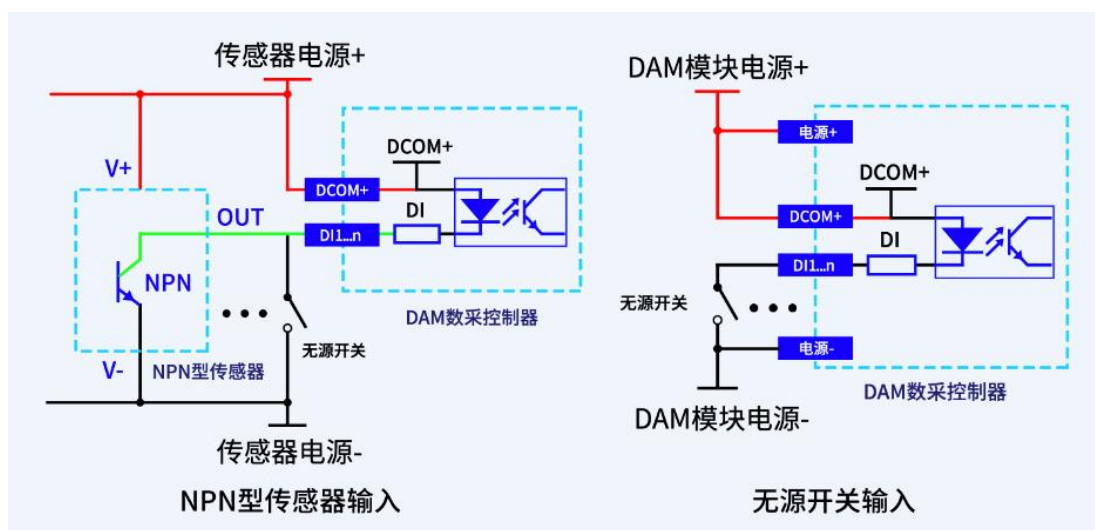 传感器电源+
V+
DCOM+
DCOM+
OUT
DI
DI1...n
NPN
无源开关
DAM数采控制器
V-
NPN型传感器
传感器电源-
NPN型传感器输入
DAM模块电源+
电源+
DCOM+
DCOM+
DI
DI1...n
无源开关
电源-
DAM数采控制器
DAM模块电源-
无源开关输入